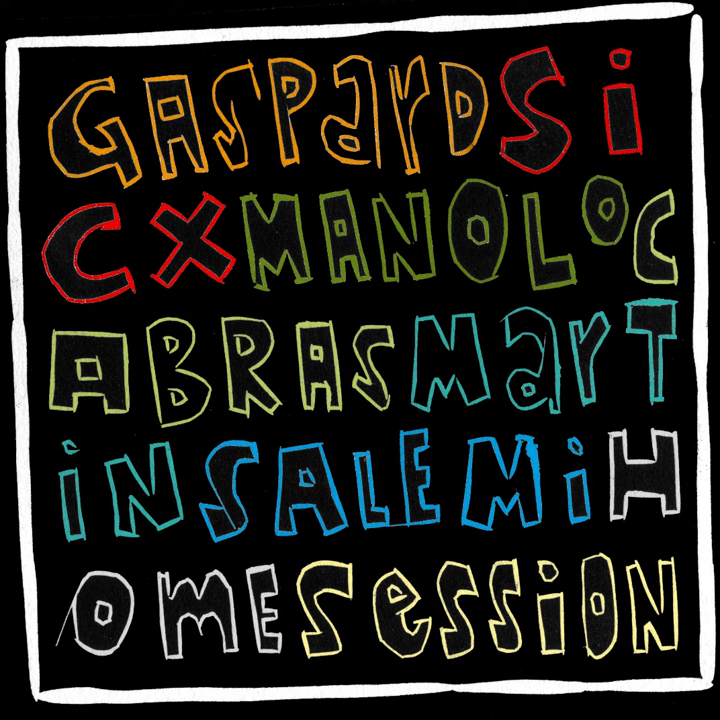 GASParDSi
CXMANOLOC
ABRASMarT
iNSALEMiH
OMESeSSiON